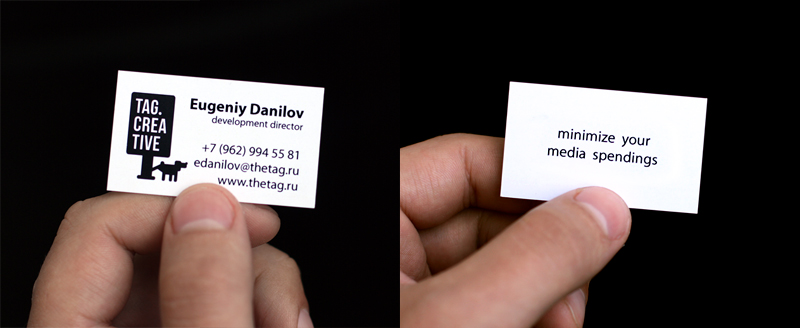 TAG.
CREA
TIVE
Eugeniy Danilov
development director
+7 (962) 994 55 81
edanilov@thetag.ru
www.thetag.ru
minimize your
media spendings